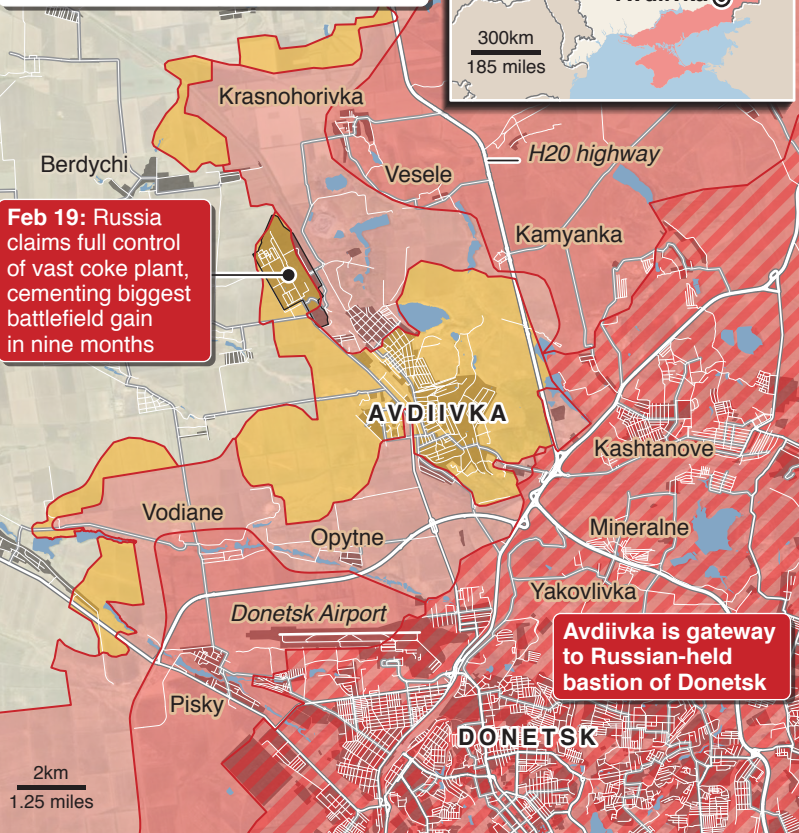 300km
185 miles
Krasnohorivka
H20 highway
Berdychi
Vesele
Feb 19: Russia
claims full control
of vast coke plant,
cementing biggest
battlefield gain
in nine months
Kamyanka
AVDIIVKA
Kashtanove
Vodiane
Opytne
Mineralne
Yakovlivka
Donetsk Airport
Avdiivka is gateway
to Russian-held
bastion of Donetsk
Pisky
DONETSK
2km
1.25 miles